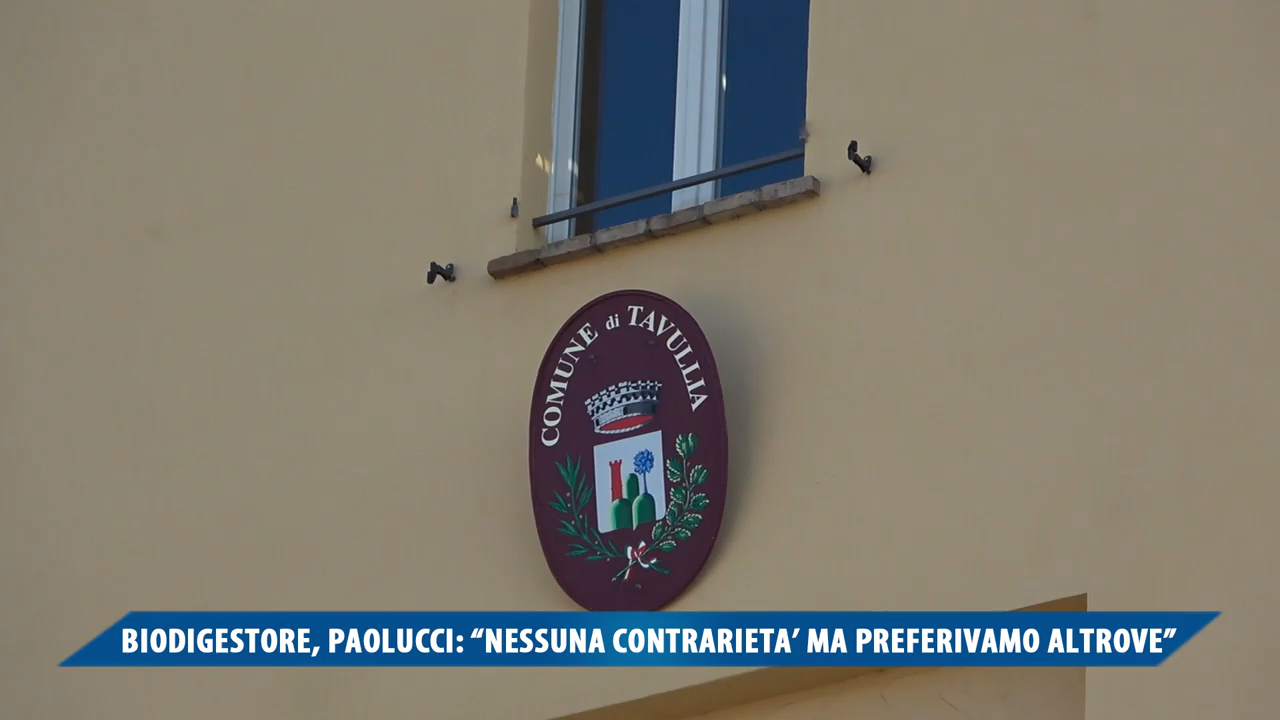 COMUNE di TAVULLIA
BIODIGESTORE, PAOLUCCI: “NESSUNA CONTRARIETA’ MA PREFERIVAMO ALTROVE”